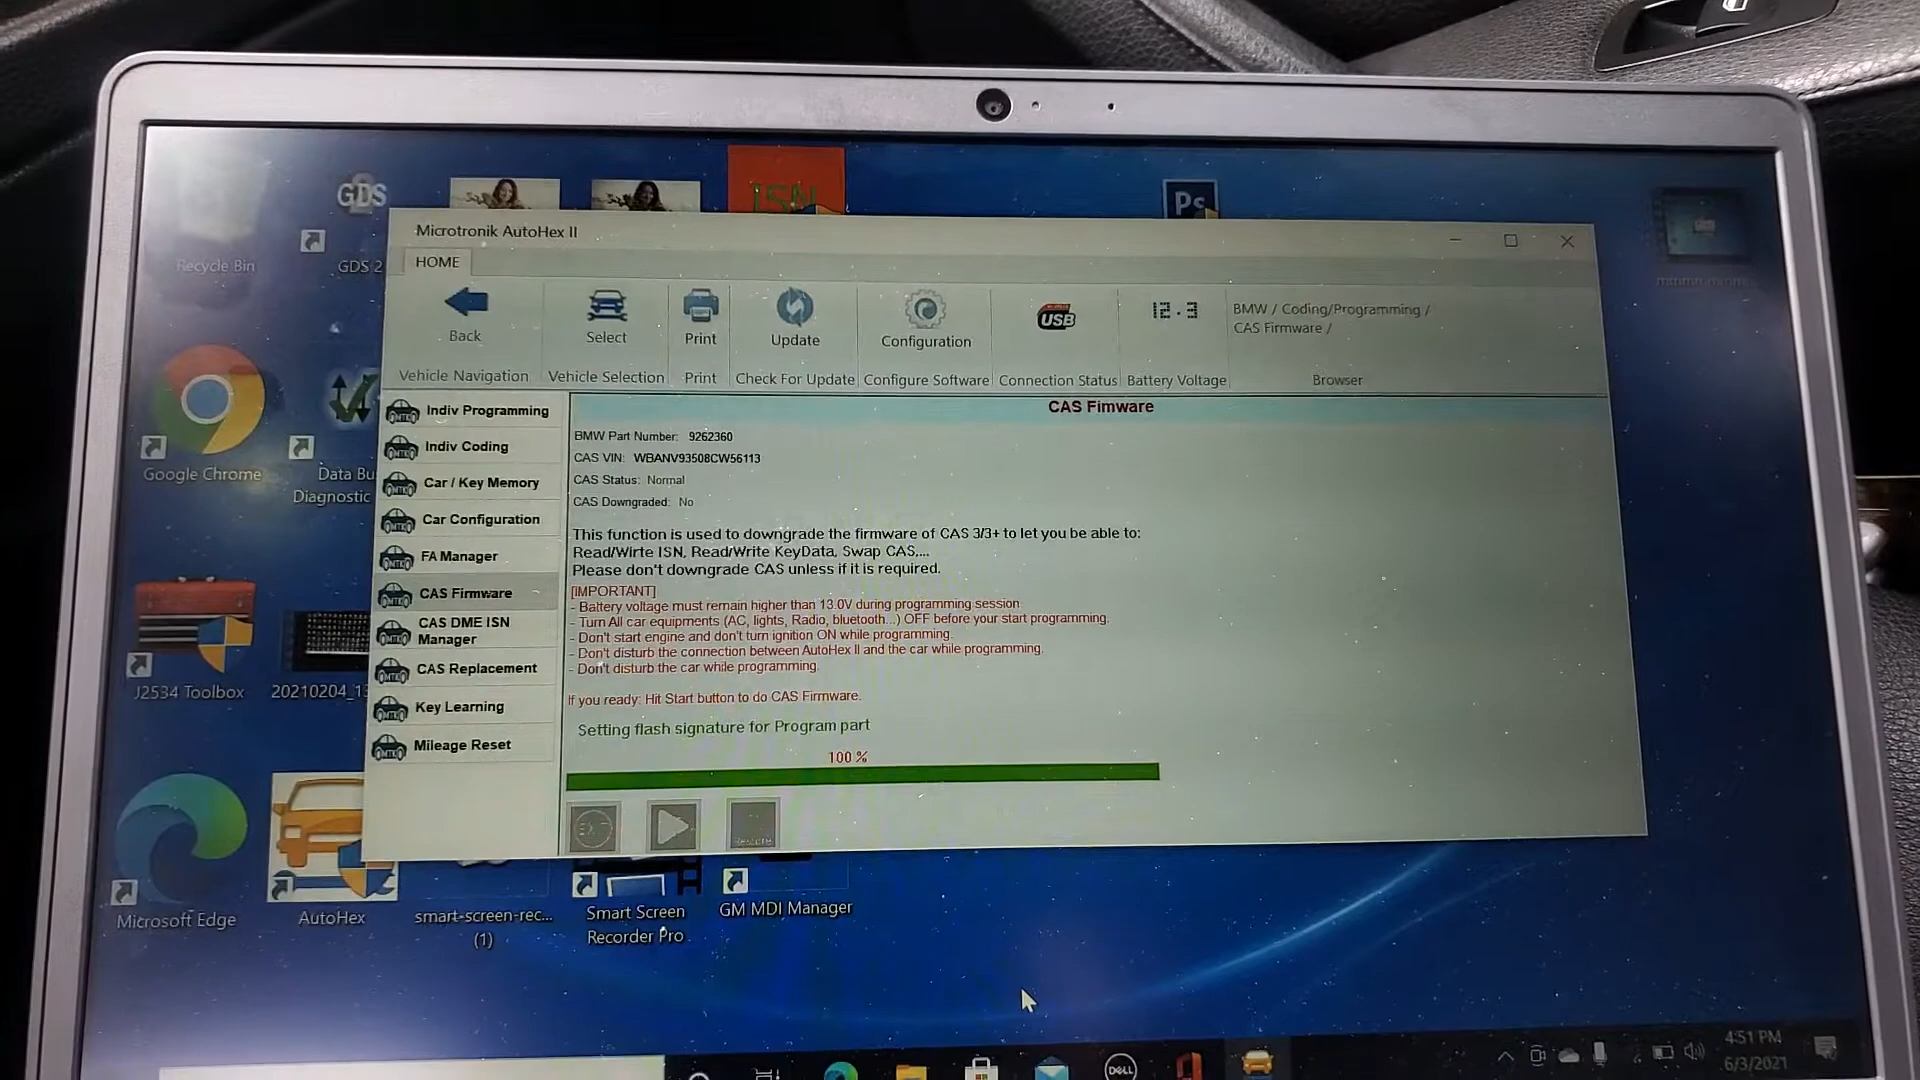 GDS
ISN
Ps
Recycle Bin
GDS 2
Microtronik AutoHex II
HOME
Back
Select
Print
Update
Configuration
USB
12.3
BMW / Coding/Programming /
CAS Firmware /
Vehicle Navigation
Vehicle Selection
Print
Check For Update
Configure Software
Connection Status
Battery Voltage
Browser
Google Chrome
Data Bu
Diagnostic
J2534 Toolbox
20210204_13
Indiv Programming
Indiv Coding
Car / Key Memory
Car Configuration
FA Manager
CAS Firmware
CAS DME ISN
Manager
CAS Replacement
Key Learning
Mileage Reset
CAS Fimware
BMW Part Number: 9262360
CAS VIN: WBANV93508CW56113
CAS Status: Normal
CAS Downgraded: No
This function is used to downgrade the firmware of CAS 3/3+ to let you be able to:
Read/Wirte ISN, Read/Write KeyData, Swap CAS,...
Please don't downgrade CAS unless if it is required.
[IMPORTANT]
- Battery voltage must remain higher than 13.0V during programming session
- Turn All car equipments (AC, lights, Radio, bluetooth...) OFF before your start programming.
- Don't start engine and don't turn ignition ON while programming.
- Don't disturb the connection between AutoHex II and the car while programming.
- Don't disturb the car while programming.
If you ready: Hit Start button to do CAS Firmware.
Setting flash signature for Program part
100 %
EXIT
Restore
Microsoft Edge
AutoHex
smart-screen-rec...
(1)
Smart Screen
Recorder Pro
GM MDI Manager
DELL
4:51 PM
6/3/2021